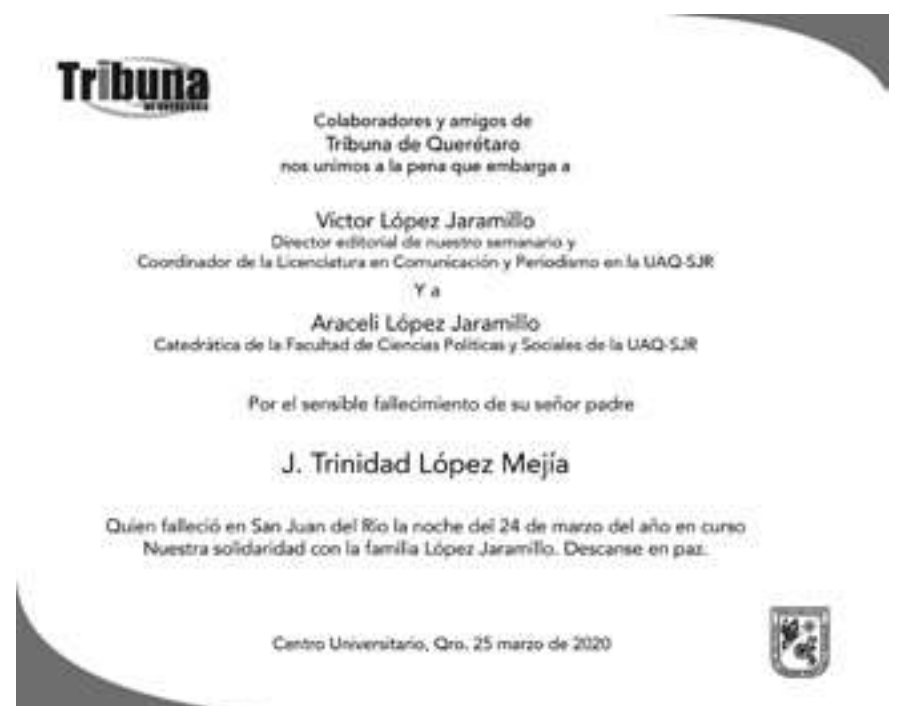 Tribuna
DE QUERETARO
Colaboradores y amigos de
Tribuna de Querétaro
nos unimos a la pena que embarga a
Víctor López Jaramillo
Director editorial de nuestro semanario y
Coordinador de la Licenciatura en Comunicación y Periodismo en la UAQ-SJR
Y a
Araceli López Jaramillo
Catedrática de la Facultad de Ciencias Políticas y Sociales de la UAQ-SJR
Por el sensible fallecimiento de su señor padre
J. Trinidad López Mejía
Quien falleció en San Juan del Río la noche del 24 de marzo del año en curso
Nuestra solidaridad con la familia López Jaramillo. Descanse en paz.
Centro Universitario, Qro. 25 marzo de 2020